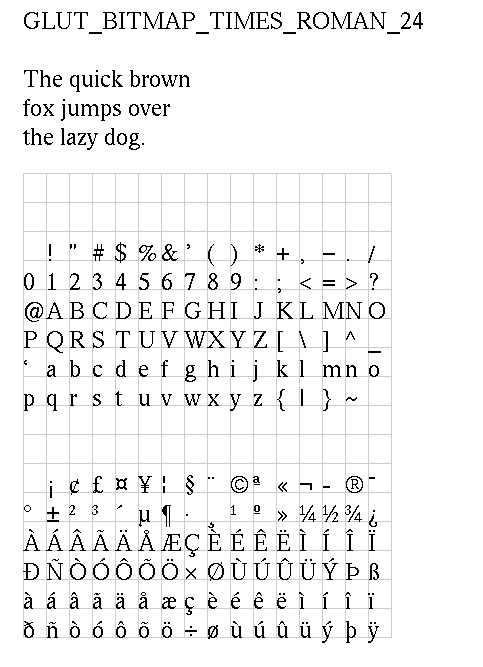 GLUT_BITMAP_TIMES_ROMAN_24
The quick brown
fox jumps over
the lazy dog.
! " # $ % & ’ ( ) * + , − . /
0 1 2 3 4 5 6 7 8 9 : ; < = > ?
@ A B C D E F G H I J K L M N O
P Q R S T U V W X Y Z [ \ ] ^ _
‘ a b c d e f g h i j k l m n o
p q r s t u v w x y z { | } ~
¡ ¢ £ ¤ ¥ ¦ § ¨ © ª « ¬ - ® ¯
° ± ² ³ ´ µ ¶ · ¸ ¹ º » ¼ ½ ¾ ¿
À Á Â Ã Ä Å Æ Ç È É Ê Ë Ì Í Î Ï
Ð Ñ Ò Ó Ô Õ Ö × Ø Ù Ú Û Ü Ý Þ ß
à á â ã ä å æ ç è é ê ë ì í î ï
ð ñ ò ó ô õ ö ÷ ø ù ú û ü ý þ ÿ